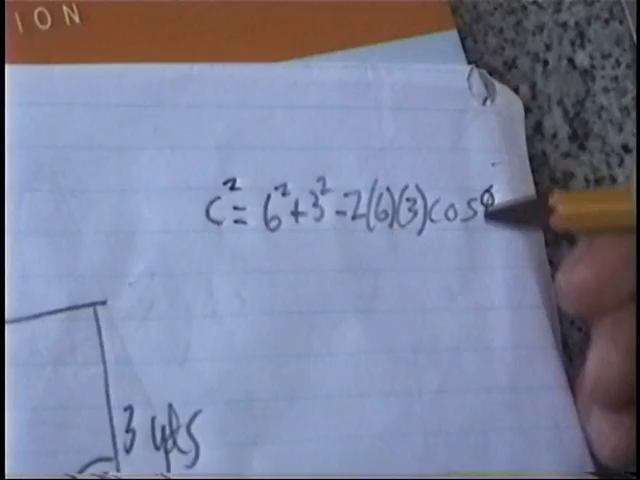 ION
c² = 6² + 3² - 2(6)(3) cos θ
3 yds